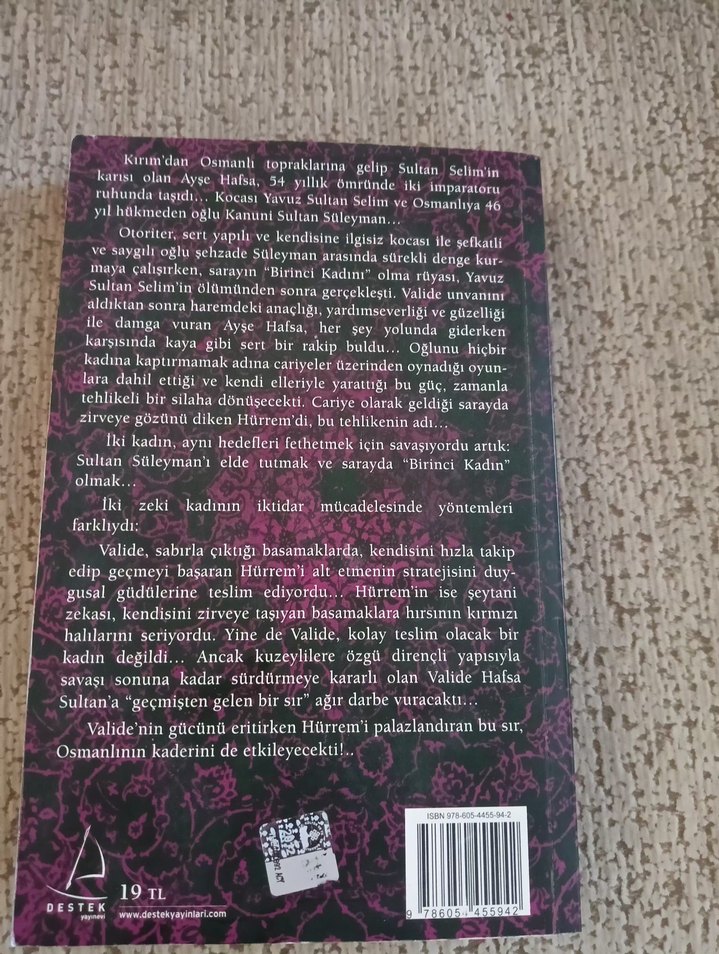 Kırım'dan Osmanlı topraklarına gelip Sultan Selim'in
karısı olan Ayşe Hafsa, 54 yıllık ömründe iki imparatoru
ruhunda taşıdı... Kocası Yavuz Sultan Selim ve Osmanlıya 46
yıl hükmeden oğlu Kanuni Sultan Süleyman...
Otoriter, sert yapılı ve kendisine ilgisiz kocası ile şefkatli
ve saygılı oğlu şehzade Süleyman arasında sürekli denge kur-
maya çalışırken, sarayın "Birinci Kadını" olma rüyası, Yavuz
Sultan Selim'in ölümünden sonra gerçekleşti. Valide unvanını
aldıktan sonra haremdeki anaçlığı, yardımseverliği ve güzelliği
ile damga vuran Ayşe Hafsa, her şey yolunda giderken
karşısında kaya gibi sert bir rakip buldu... Oğlunu hiçbir
kadına kaptırmamak adına cariyeler üzerinden oynadığı oyun-
lara dahil ettiği ve kendi elleriyle yarattığı bu güç, zamanla
tehlikeli bir silaha dönüşecekti. Cariye olarak geldiği sarayda
zirveye gözünü diken Hürrem'di, bu tehlikenin adı...
İki kadın, aynı hedefleri fethetmek için savaşıyordu artık:
Sultan Süleyman'ı elde tutmak ve sarayda "Birinci Kadın"
olmak...
İki zeki kadının iktidar mücadelesinde yöntemleri
farklıydı:
Valide, sabırla çıktığı basamaklarda, kendisini hızla takip
edip geçmeyi başaran Hürrem'i alt etmenin stratejisini duy-
gusal güdülerine teslim ediyordu... Hürrem'in ise şeytani
zekası, kendisini zirveye taşıyan basamaklara hırsının kırmızı
halılarını seriyordu. Yine de Valide, kolay teslim olacak bir
kadın değildi... Ancak kuzeylilere özgü dirençli yapısıyla
savaşı sonuna kadar sürdürmeye kararlı olan Valide Hafsa
Sultan'a "geçmişten gelen bir sır" ağır darbe vuracaktı...
Valide'nin gücünü eritirken Hürrem'i palazlandıran bu sır,
Osmanlının kaderini de etkileyecekti!..
ISBN 978-605-4455-94-2
9 786054 455942
DESTEK
yayınevi
19 TL
www.destekyayinlari.com